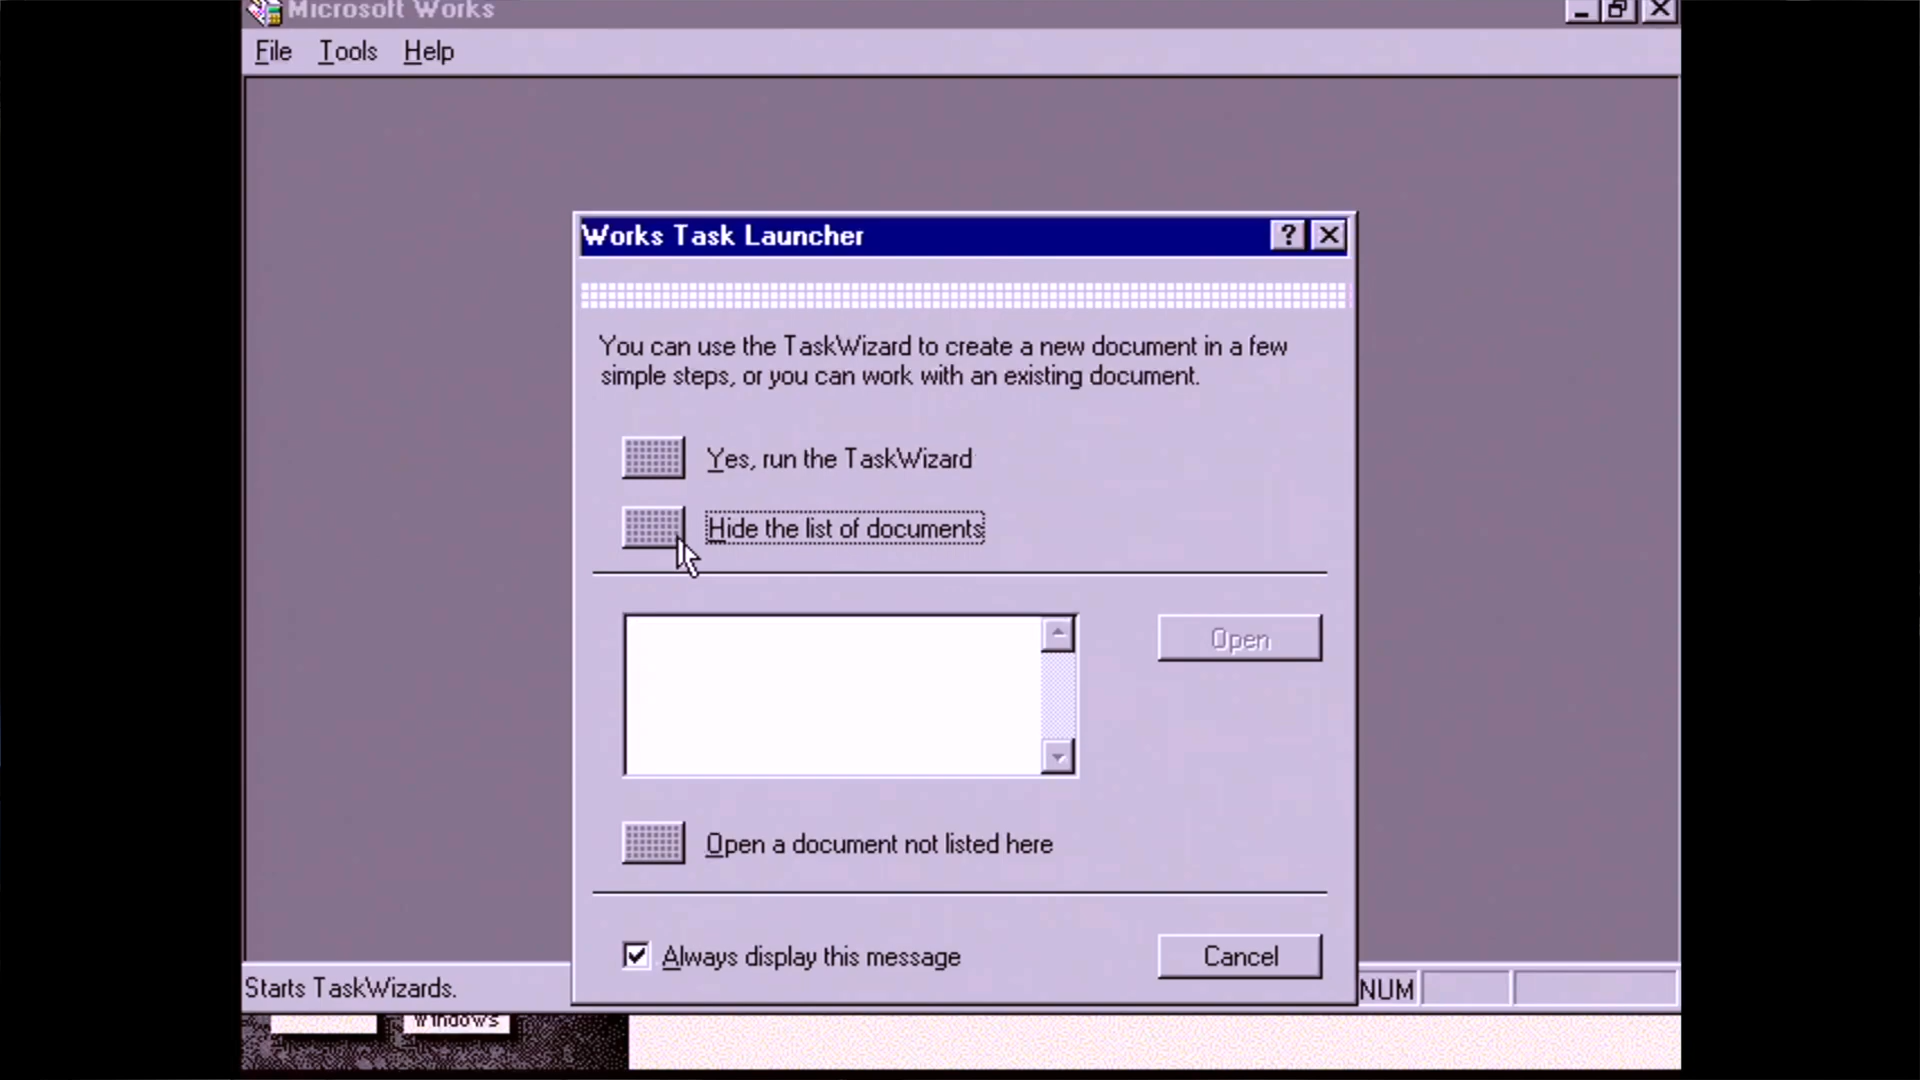 Microsoft Works
File Tools Help
Works Task Launcher
You can use the TaskWizard to create a new document in a few
simple steps, or you can work with an existing document.
Yes, run the TaskWizard
Hide the list of documents
Open
Open a document not listed here
Always display this message
Cancel
Starts TaskWizards.
NUM
Windows